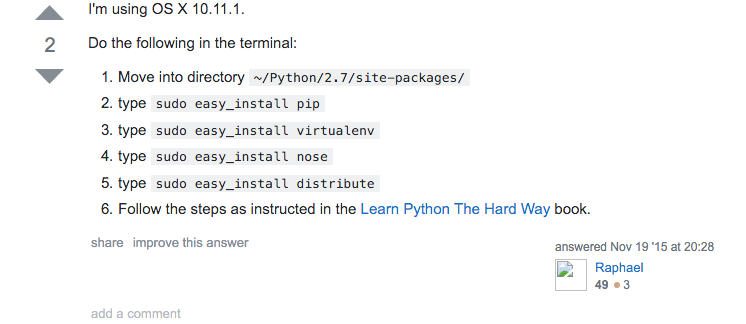 I'm using OS X 10.11.1.
2
Do the following in the terminal:
1. Move into directory ~/Python/2.7/site-packages/
2. type sudo easy_install pip
3. type sudo easy_install virtualenv
4. type sudo easy_install nose
5. type sudo easy_install distribute
6. Follow the steps as instructed in the Learn Python The Hard Way book.
share improve this answer
answered Nov 19 '15 at 20:28
Raphael
49 ● 3
add a comment